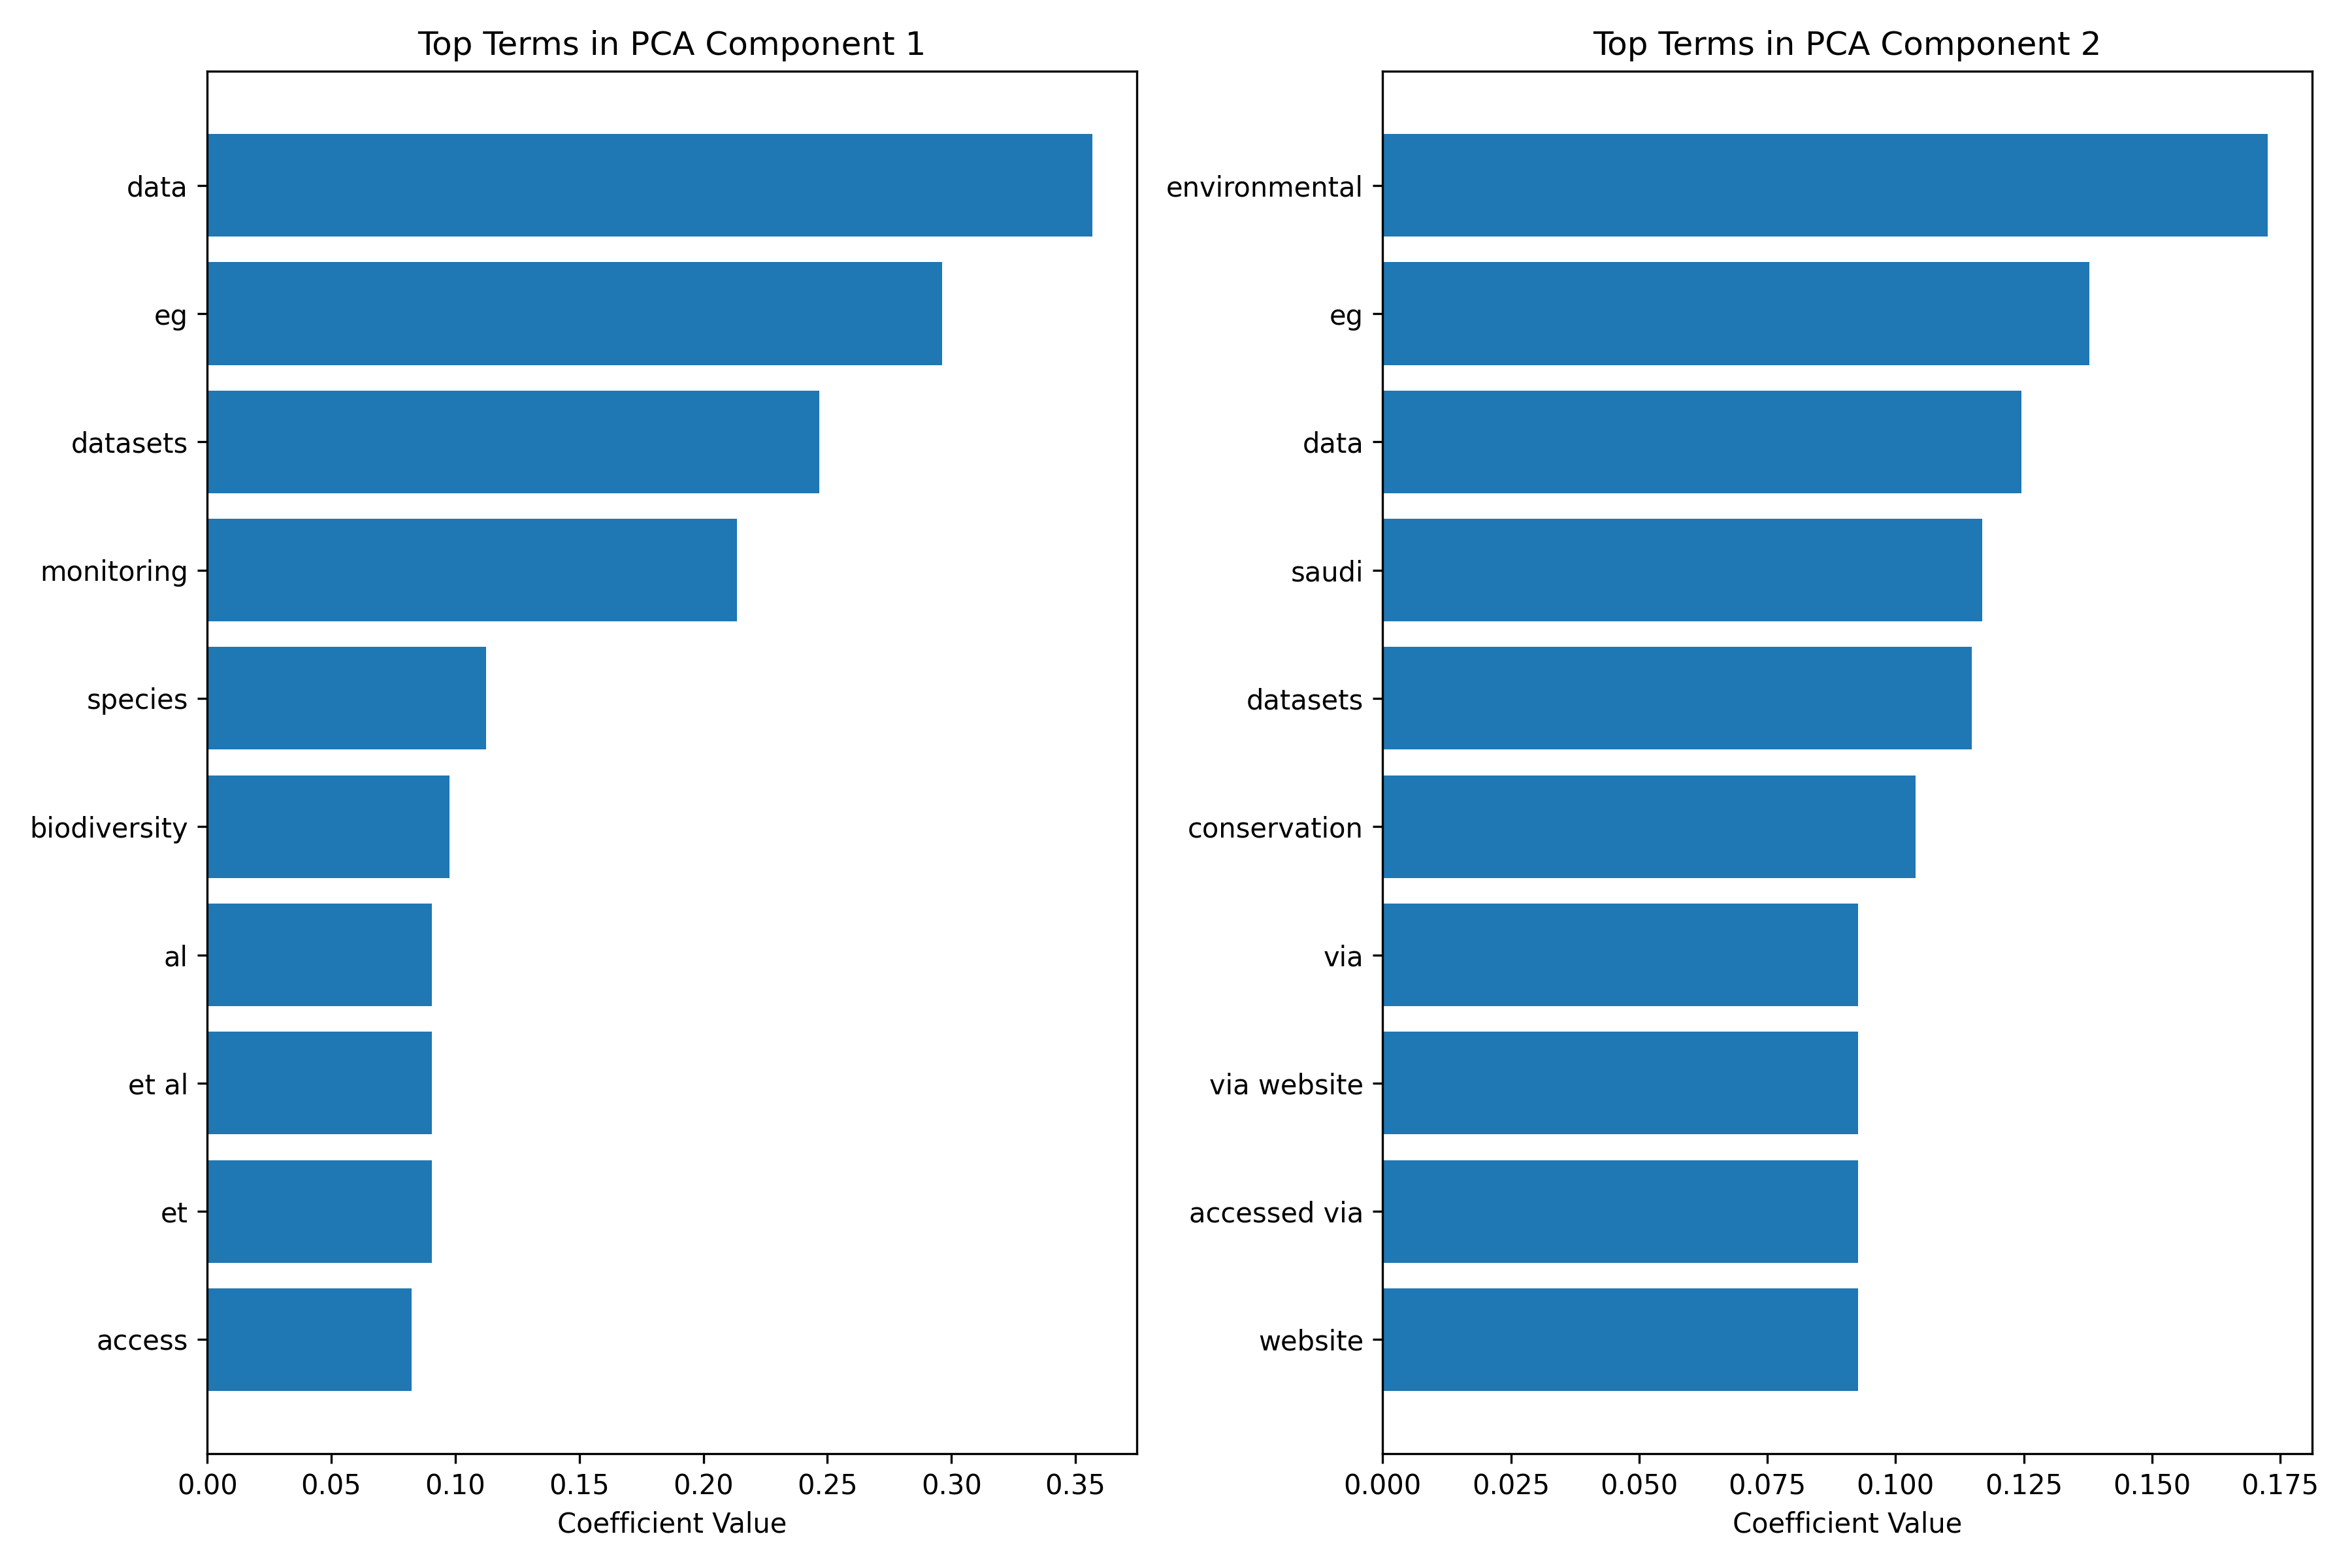 Top Terms in PCA Component 1
data
eg
datasets
monitoring
species
biodiversity
al
et al
et
access
0.00 0.05 0.10 0.15 0.20 0.25 0.30 0.35
Coefficient Value
Top Terms in PCA Component 2
environmental
eg
data
saudi
datasets
conservation
via
via website
accessed via
website
0.000 0.025 0.050 0.075 0.100 0.125 0.150 0.175
Coefficient Value